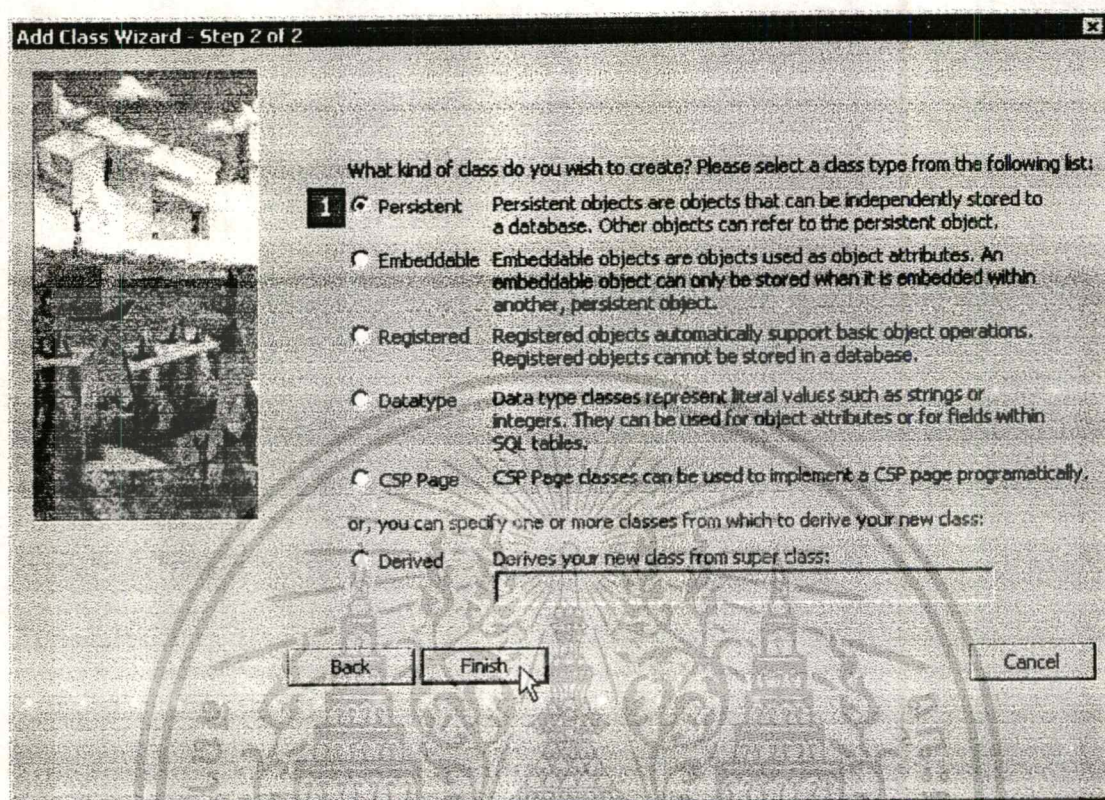 Add Class Wizard - Step 2 of 2
What kind of class do you wish to create? Please select a class type from the following list:
1 Persistent Persistent objects are objects that can be independently stored to
a database. Other objects can refer to the persistent object.
Embeddable Embeddable objects are objects used as object attributes. An
embeddable object can only be stored when it is embedded within
another, persistent object.
Registered Registered objects automatically support basic object operations.
Registered objects cannot be stored in a database.
Datatype Data type classes represent literal values such as strings or
integers. They can be used for object attributes or for fields within
SQL tables.
CSP Page CSP Page classes can be used to implement a CSP page programatically.
or, you can specify one or more classes from which to derive your new class:
Derived Derives your new class from super class:
Back Finish Cancel